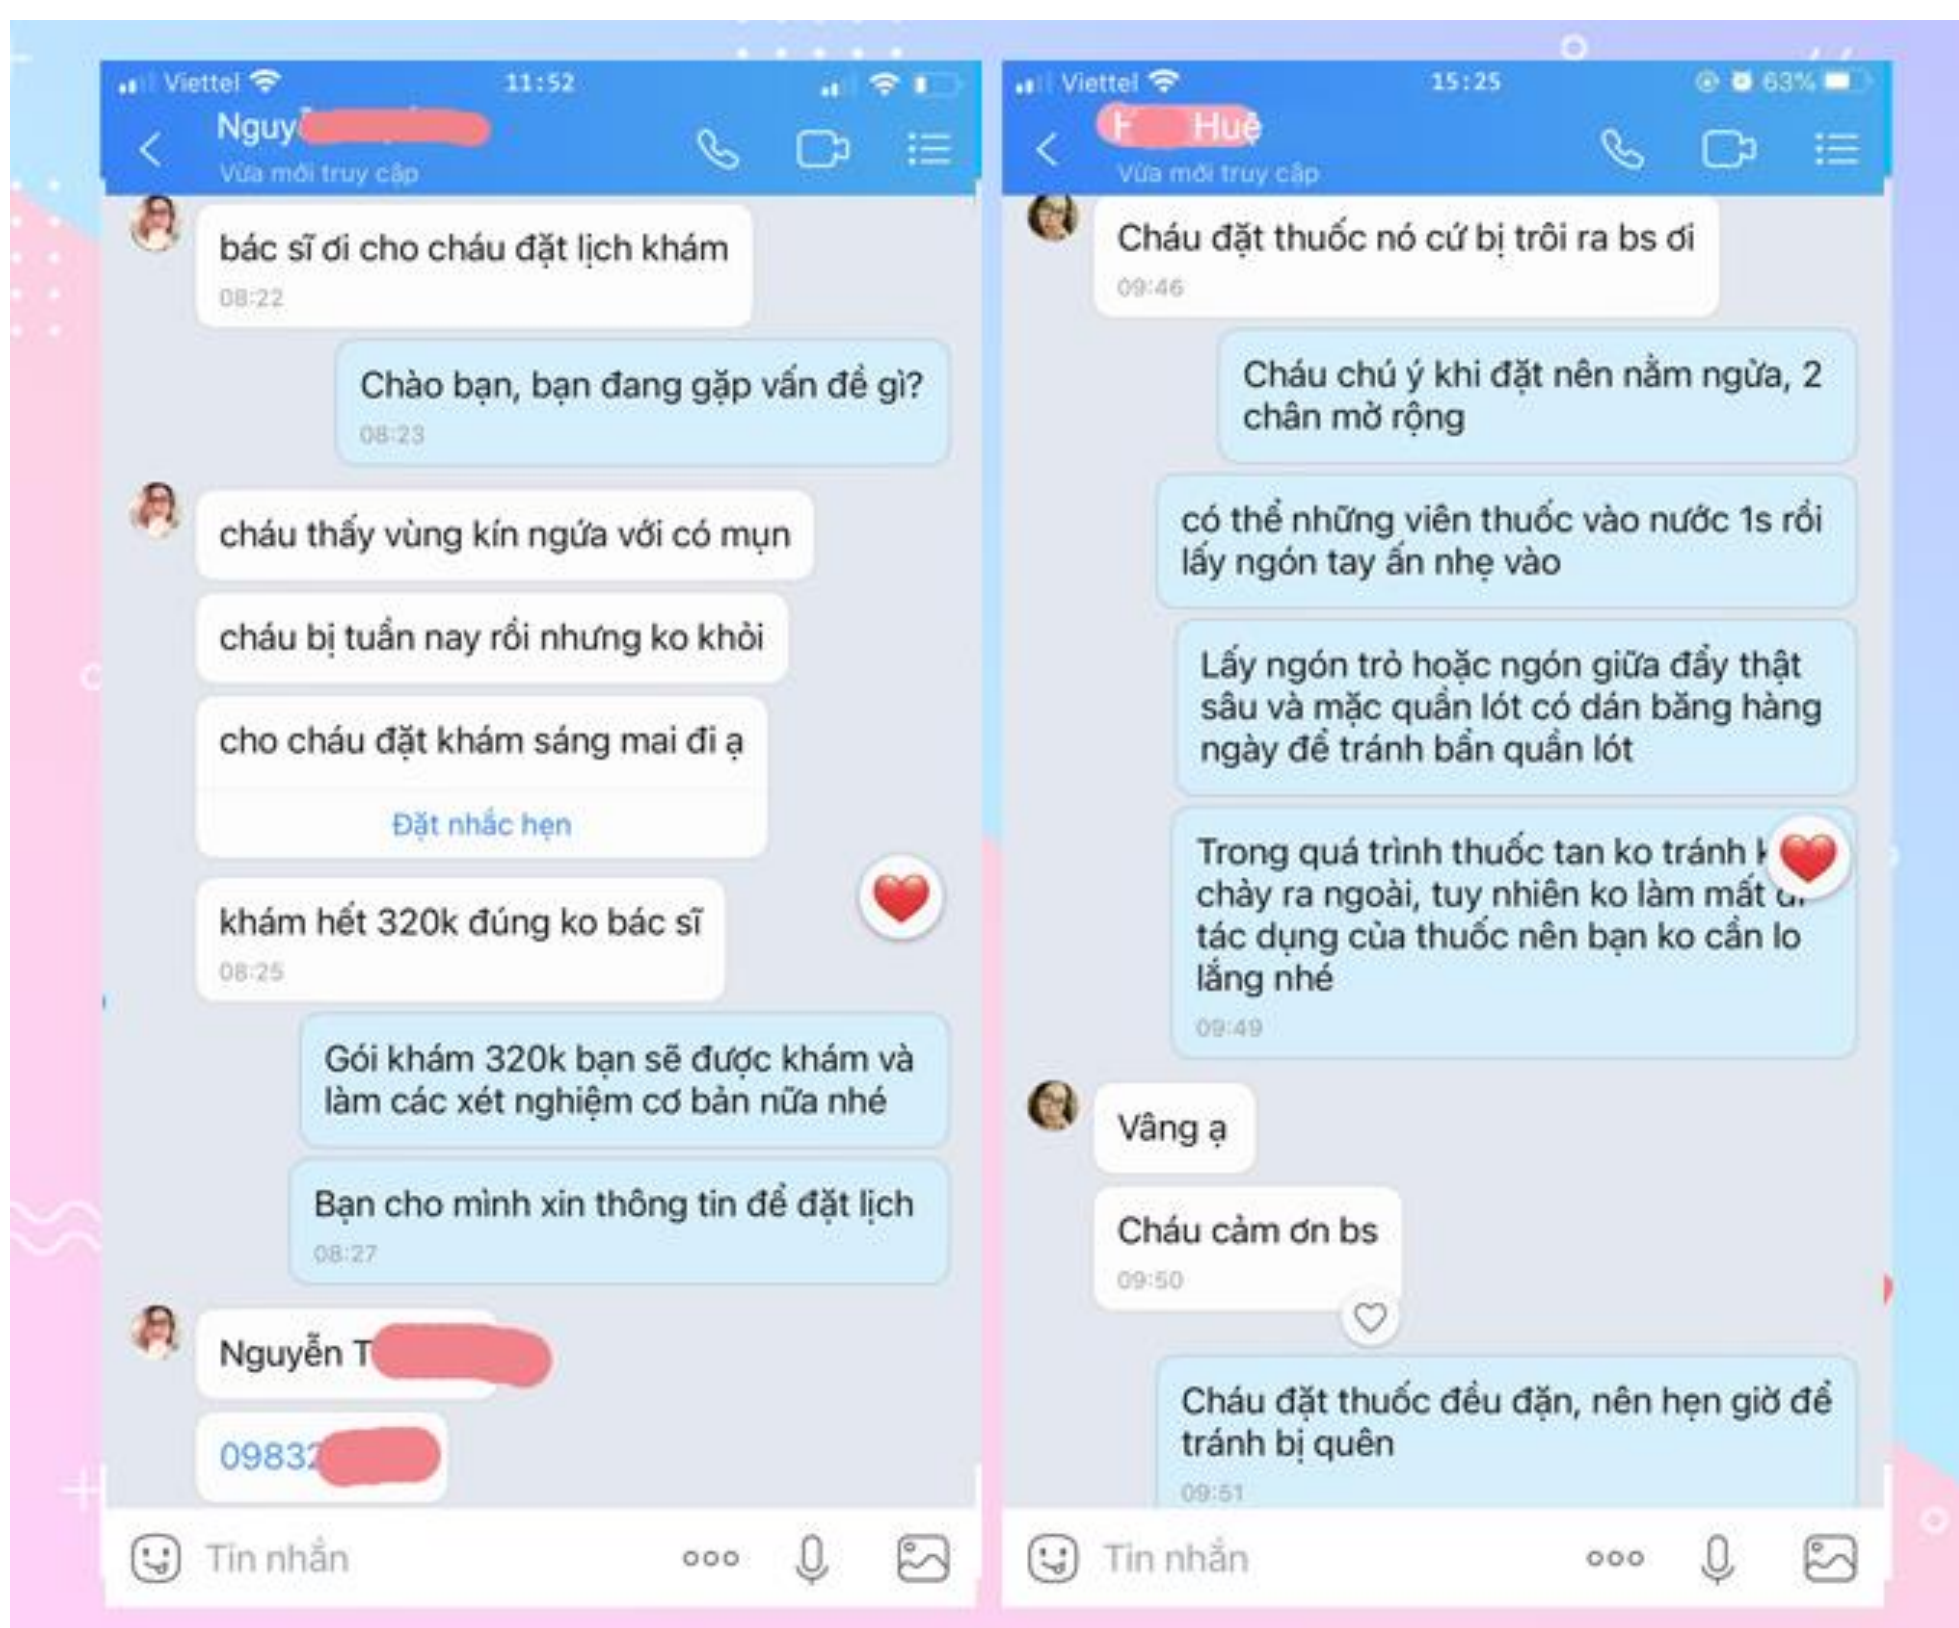 Viettel
11:52
Nguy
Vừa mới truy cập
bác sĩ ơi cho cháu đặt lịch khám
08:22
Chào bạn, bạn đang gặp vấn đề gì?
08:23
cháu thấy vùng kín ngứa với có mụn
cháu bị tuần nay rồi nhưng ko khỏi
cho cháu đặt khám sáng mai đi ạ
Đặt nhắc hẹn
khám hết 320k đúng ko bác sĩ
08:25
Gói khám 320k bạn sẽ được khám và
làm các xét nghiệm cơ bản nữa nhé
Bạn cho mình xin thông tin để đặt lịch
08:27
Nguyễn T
09832
Tin nhắn
Viettel
15:25
63%
Huệ
Vừa mới truy cập
Cháu đặt thuốc nó cứ bị trôi ra bs ơi
09:46
Cháu chú ý khi đặt nên nằm ngửa, 2
chân mở rộng
có thể những viên thuốc vào nước 1s rồi
lấy ngón tay ấn nhẹ vào
Lấy ngón trỏ hoặc ngón giữa đẩy thật
sâu và mặc quần lót có dán băng hàng
ngày để tránh bẩn quần lót
Trong quá trình thuốc tan ko tránh
chảy ra ngoài, tuy nhiên ko làm mất đi
tác dụng của thuốc nên bạn ko cần lo
lắng nhé
09:49
Vâng ạ
Cháu cảm ơn bs
09:50
Cháu đặt thuốc đều đặn, nên hẹn giờ để
tránh bị quên
09:51
Tin nhắn